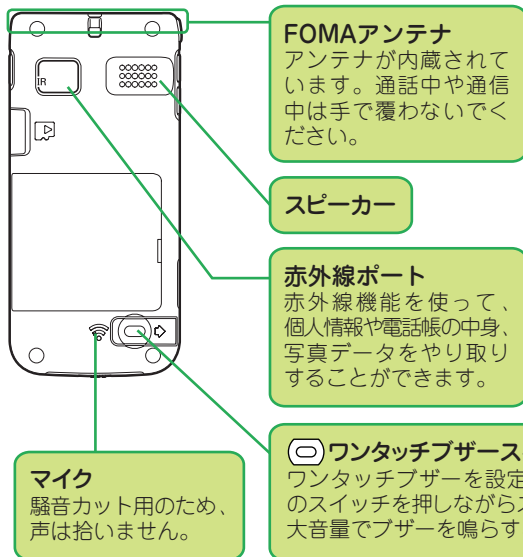 FOMAアンテナ
アンテナが内蔵されて
います。通話中や通信
中は手で覆わないでく
ださい。
IR
スピーカー
赤外線ポート
赤外線機能を使って、
個人情報や電話帳の中身、
写真データをやり取り
することができます。
ワンタッチブザース
ワンタッチブザーを設定
のスイッチを押しながら
大音量でブザーを鳴らす
マイク
騒音カット用のため、
声は拾いません。